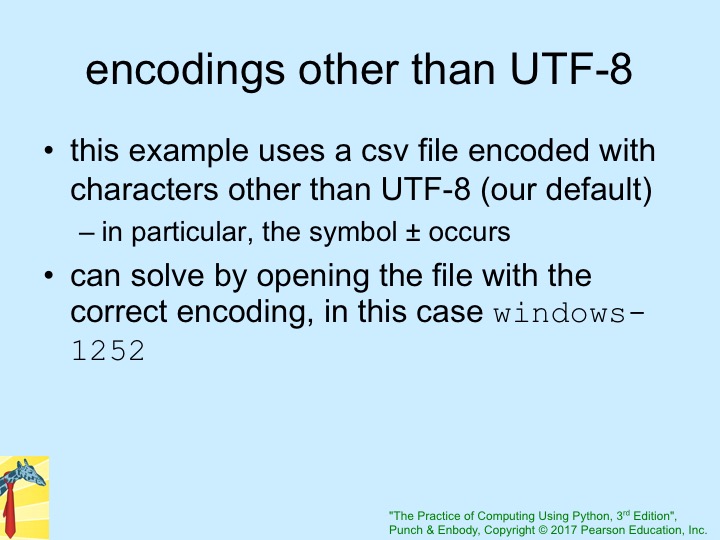 encodings other than UTF-8
• this example uses a csv file encoded with
characters other than UTF-8 (our default)
– in particular, the symbol ± occurs
• can solve by opening the file with the
correct encoding, in this case windows-
1252
"The Practice of Computing Using Python, 3rd Edition",
Punch & Enbody, Copyright © 2017 Pearson Education, Inc.